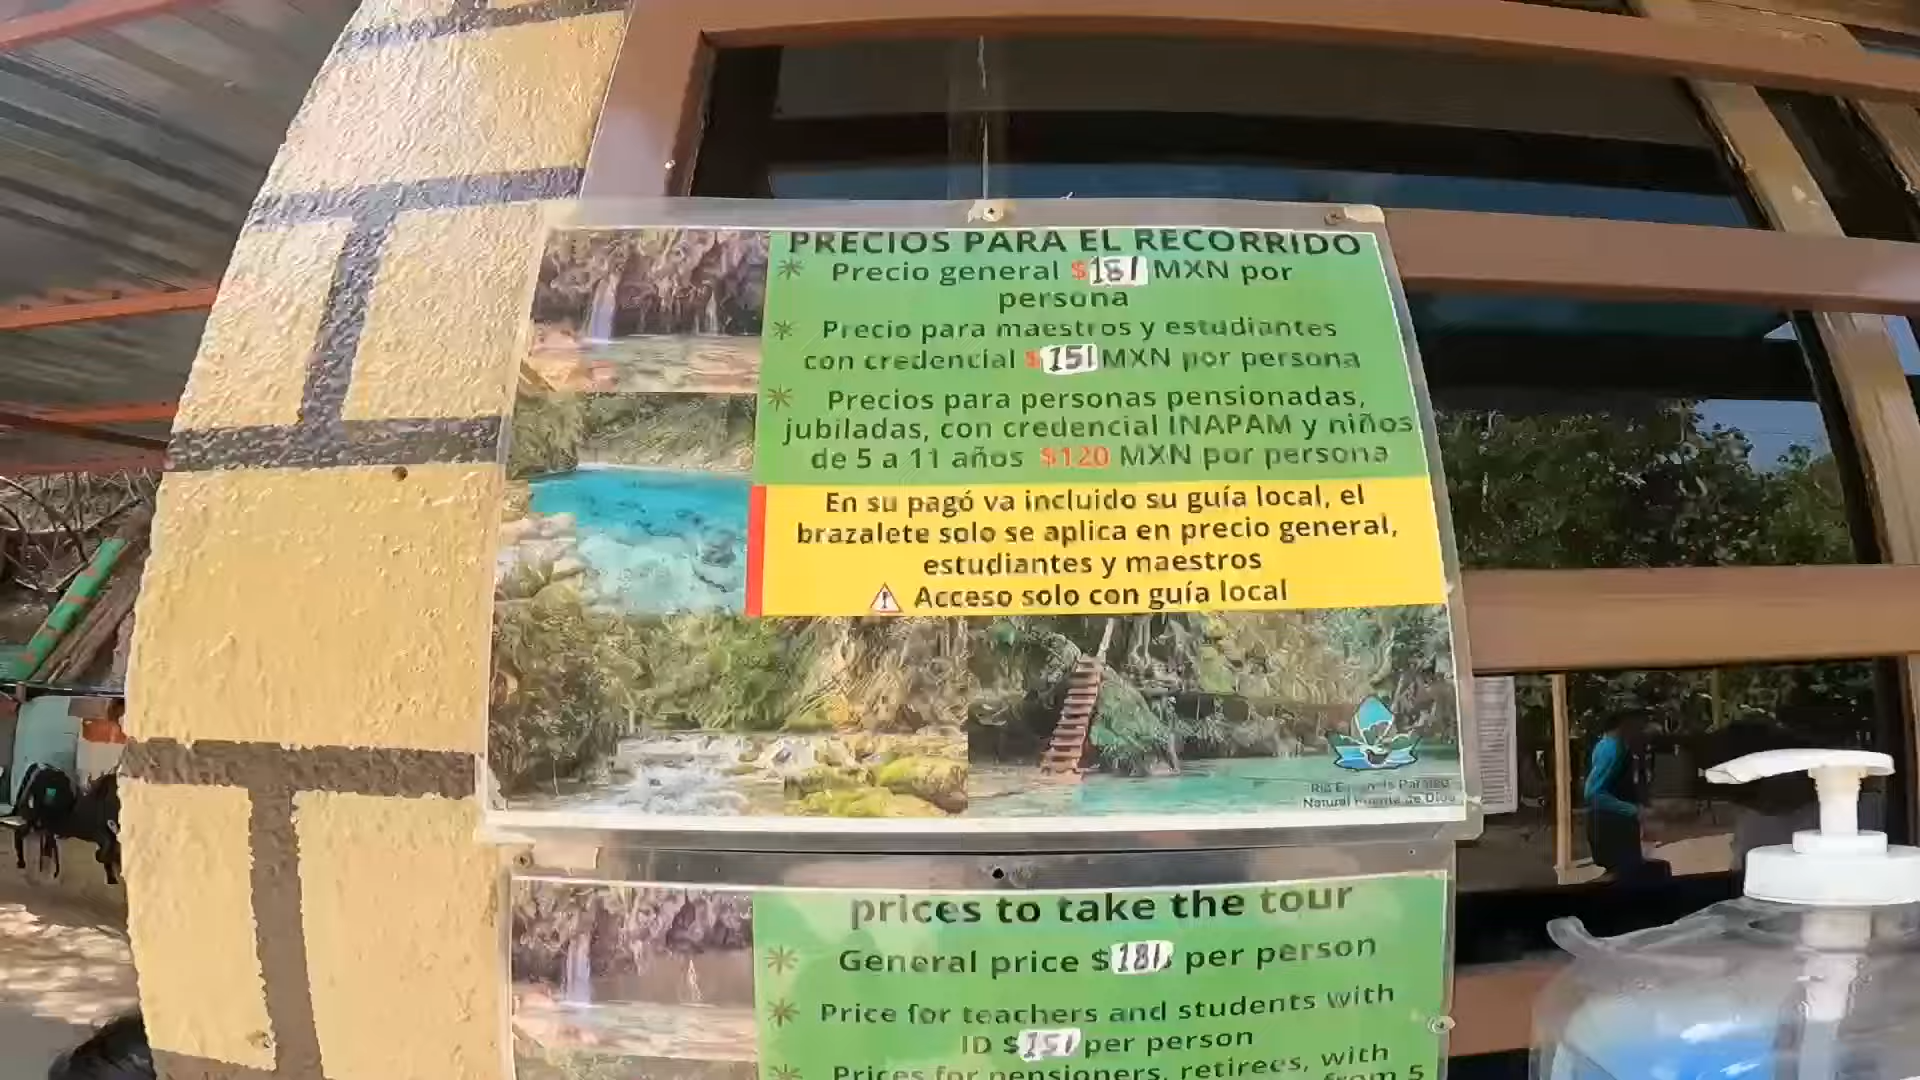 PRECIOS PARA EL RECORRIDO
Precio general $181 MXN por
persona
Precio para maestros y estudiantes
con credencial $151 MXN por persona
Precios para personas pensionadas,
jubiladas, con credencial INAPAM y niños
de 5 a 11 años $120 MXN por persona
En su pagó va incluido su guía local, el
brazalete solo se aplica en precio general,
estudiantes y maestros
Acceso solo con guía local
Natural Puente de Dios
prices to take the tour
General price $181 per person
Price for teachers and students with
ID $151 per person
Prices for pensioners, retirees, with
from 5